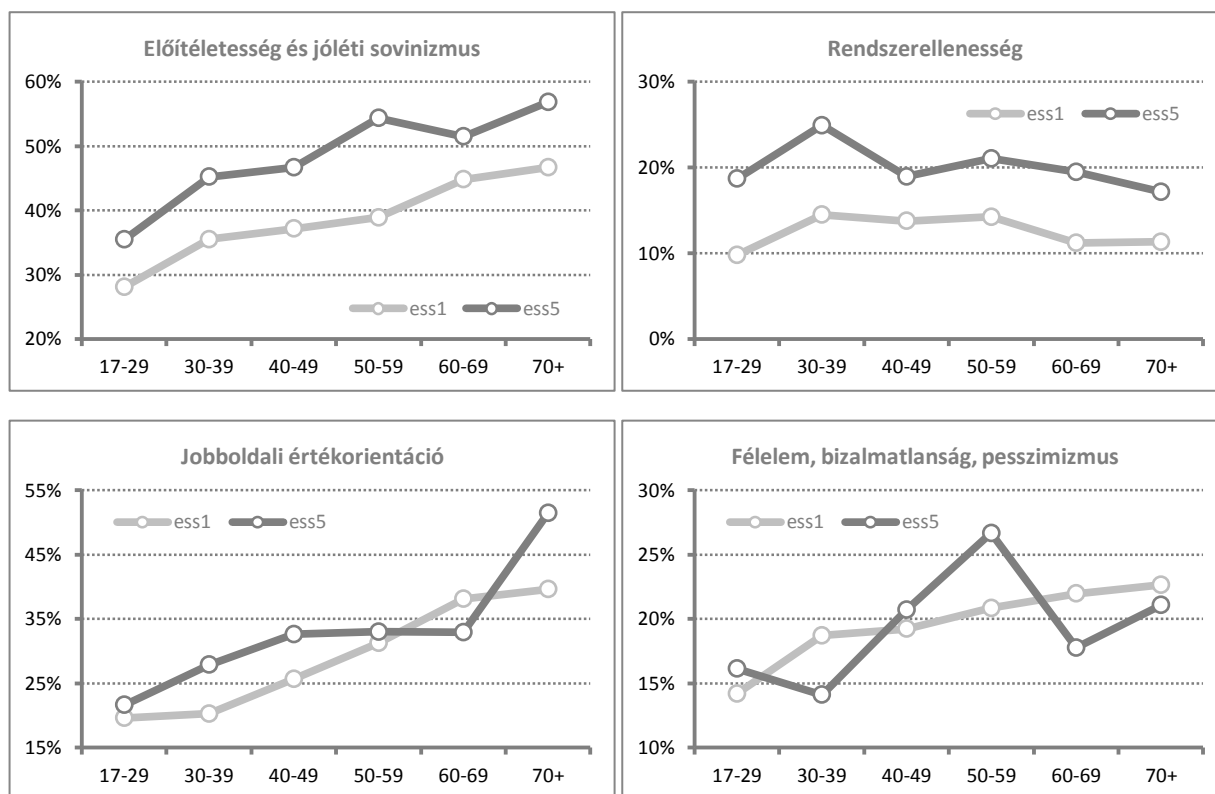 Előítéletesség és jóléti sovinizmus
60%
50%
40%
30%
20%
ess1 ess5
17-29 30-39 40-49 50-59 60-69 70+
Rendszerellenesség
30%
20%
10%
0%
ess1 ess5
17-29 30-39 40-49 50-59 60-69 70+
Jobboldali értékorientáció
55%
45%
35%
25%
15%
ess1 ess5
17-29 30-39 40-49 50-59 60-69 70+
Félelem, bizalmatlanság, pesszimizmus
30%
25%
20%
15%
10%
ess1 ess5
17-29 30-39 40-49 50-59 60-69 70+